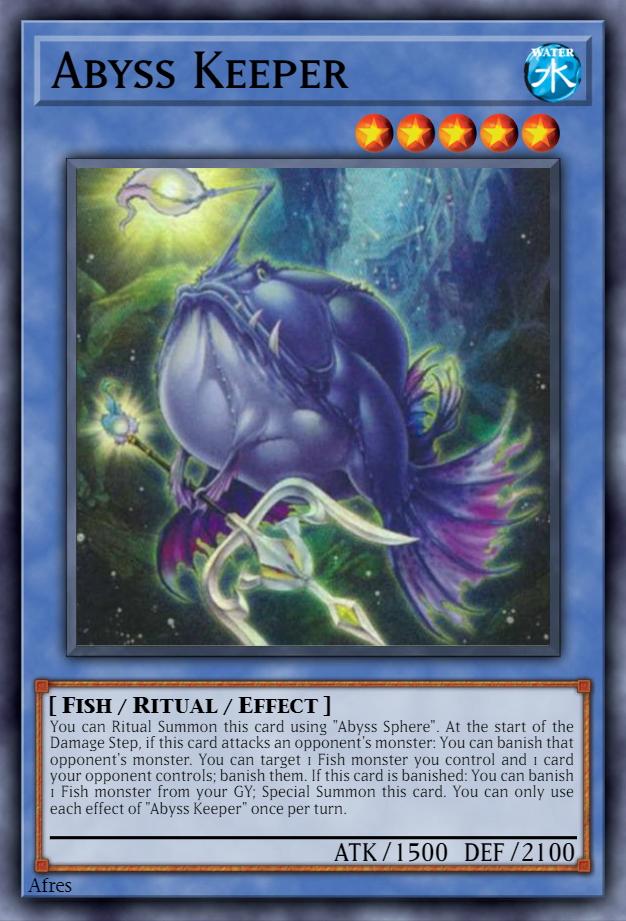 Abyss Keeper
WATER
水
[ Fish / Ritual / Effect ]
You can Ritual Summon this card using "Abyss Sphere". At the start of the
Damage Step, if this card attacks an opponent's monster: You can banish that
opponent's monster. You can target 1 Fish monster you control and 1 card
your opponent controls; banish them. If this card is banished: You can banish
1 Fish monster from your GY; Special Summon this card. You can only use
each effect of "Abyss Keeper" once per turn.
ATK/1500 DEF/2100
Afres